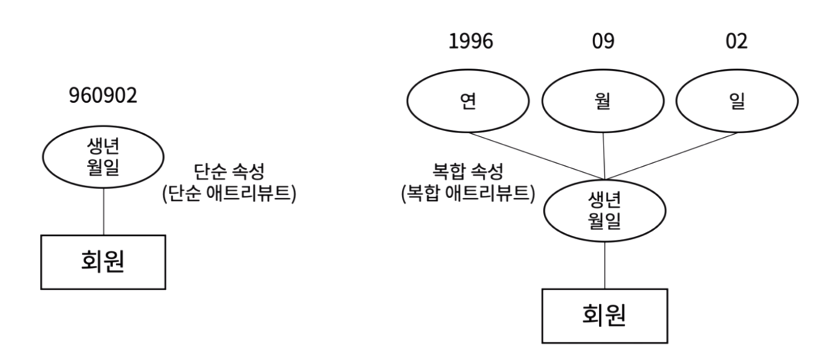 960902
생년
월일
단순 속성
(단순 애트리뷰트)
회원
1996
09
02
연
월
일
복합 속성
(복합 애트리뷰트)
생년
월일
회원